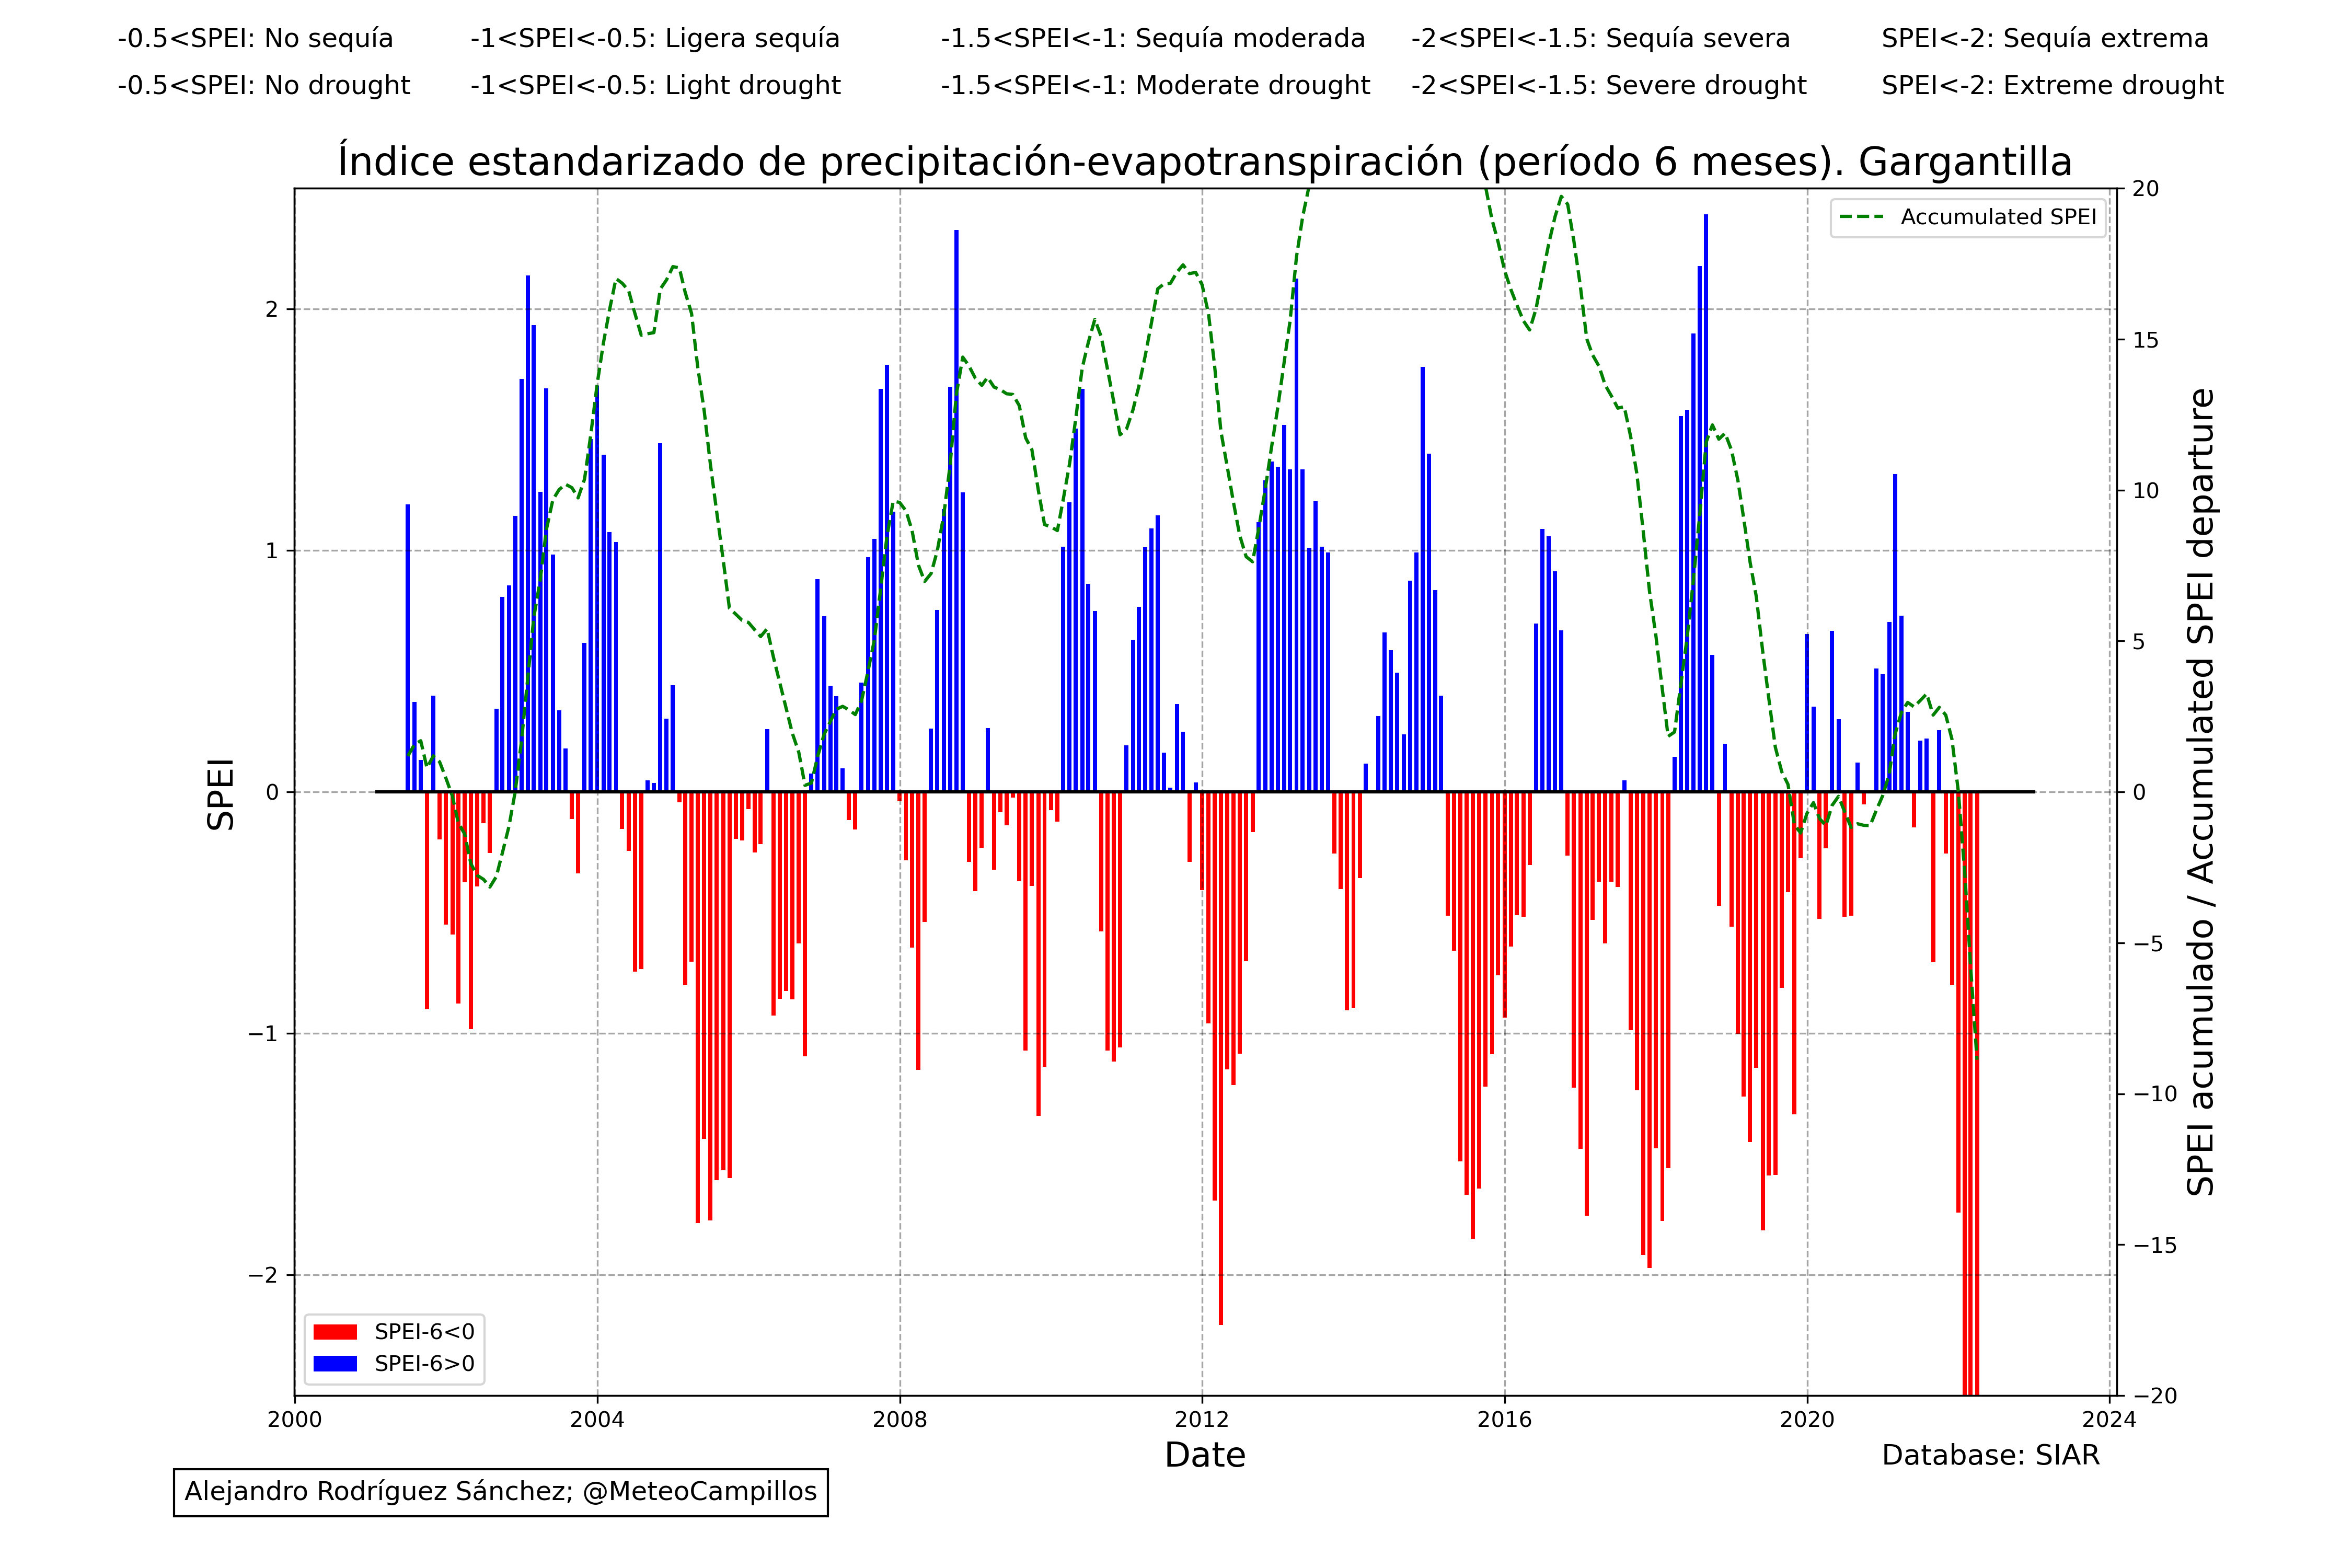 -0.5<SPEI: No sequía -1<SPEI<-0.5: Ligera sequía -1.5<SPEI<-1: Sequía moderada -2<SPEI<-1.5: Sequía severa SPEI<-2: Sequía extrema
-0.5<SPEI: No drought -1<SPEI<-0.5: Light drought -1.5<SPEI<-1: Moderate drought -2<SPEI<-1.5: Severe drought SPEI<-2: Extreme drought
Índice estandarizado de precipitación-evapotranspiración (período 6 meses). Gargantilla
Accumulated SPEI
2
1
0
−1
−2
SPEI
20
15
10
5
0
−5
−10
−15
−20
SPEI acumulado / Accumulated SPEI departure
SPEI-6<0
SPEI-6>0
2000 2004 2008 2012 2016 2020 2024
Date
Database: SIAR
Alejandro Rodríguez Sánchez; @MeteoCampillos